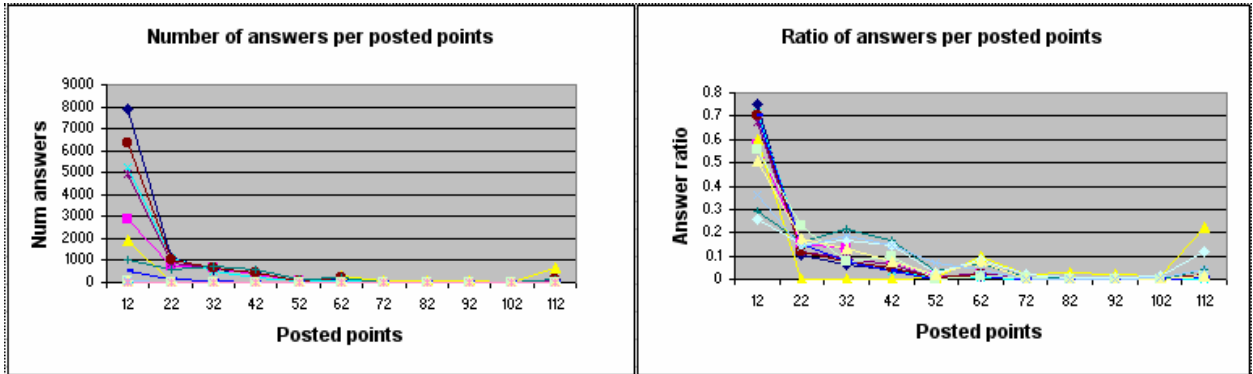 Number of answers per posted points
9000
8000
7000
6000
5000
4000
3000
2000
1000
0
Num answers
12 22 32 42 52 62 72 82 92 102 112
Posted points
Ratio of answers per posted points
0.8
0.7
0.6
0.5
0.4
0.3
0.2
0.1
0
Answer ratio
12 22 32 42 52 62 72 82 92 102 112
Posted points